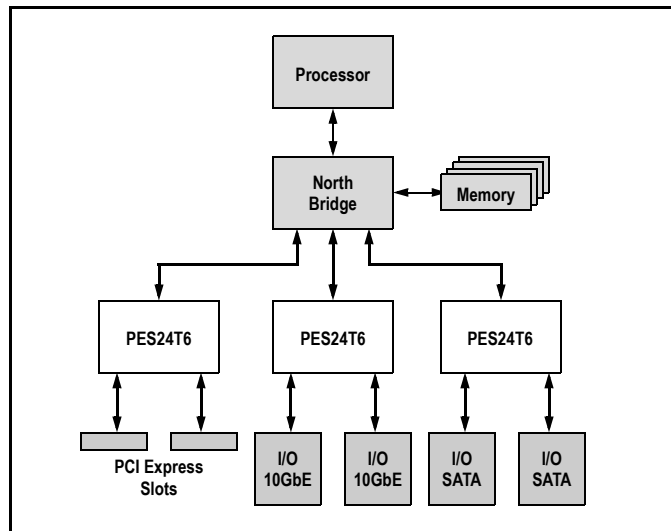 Processor
North
Bridge
Memory
PES24T6
PES24T6
PES24T6
PCI Express
Slots
I/O
10GbE
I/O
10GbE
I/O
SATA
I/O
SATA